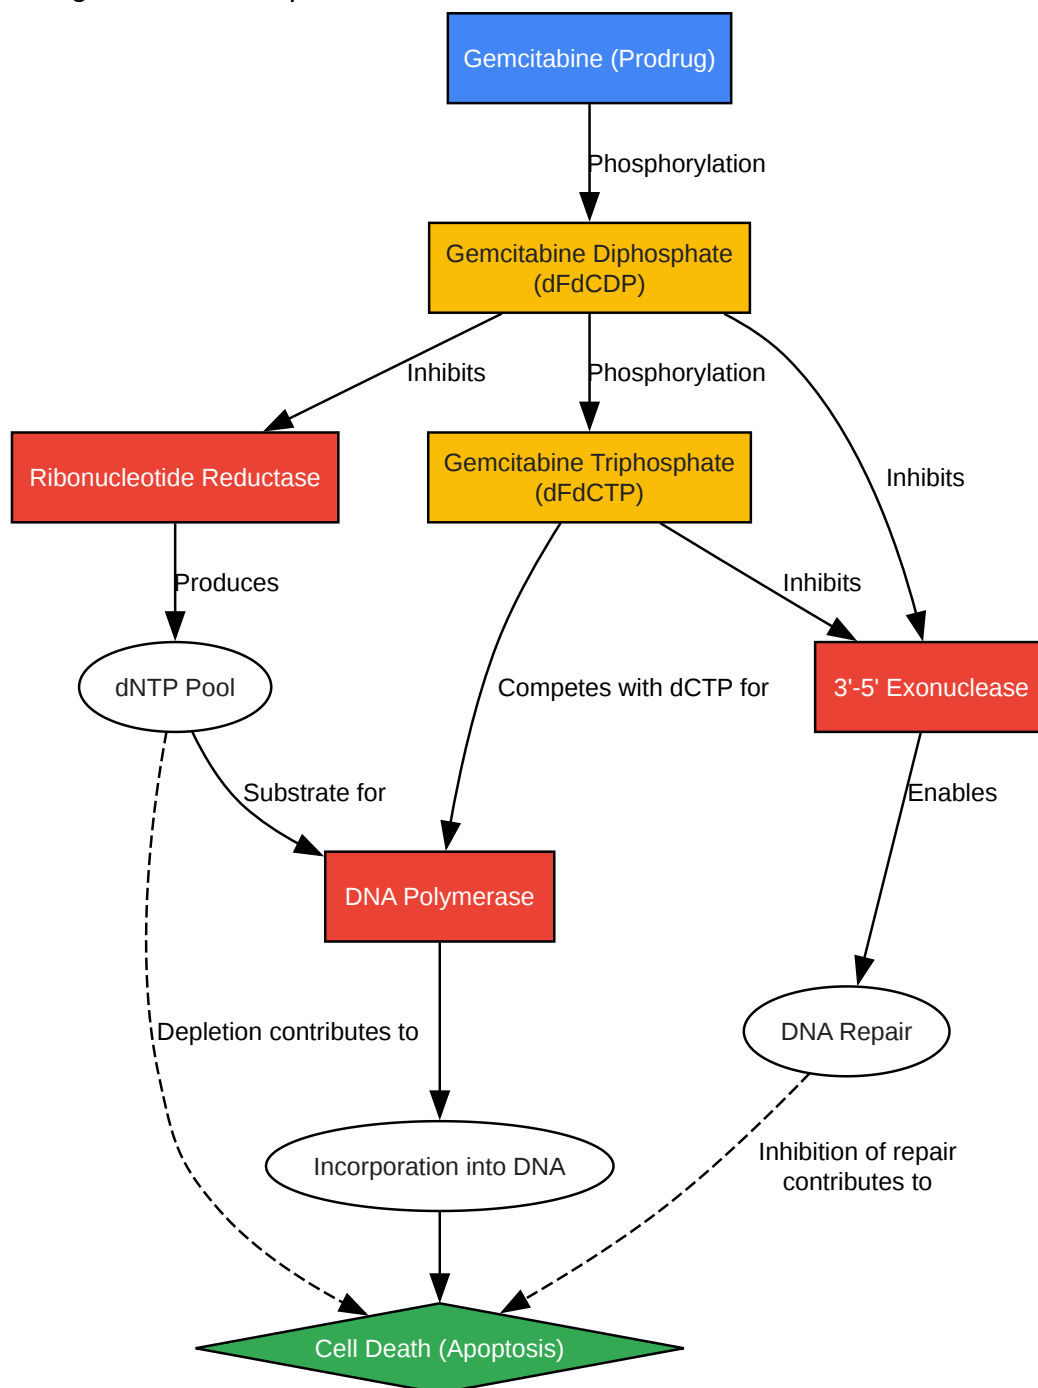 Gemcitabine (Prodrug)
Phosphorylation
Gemcitabine Diphosphate
(dFdCDP)
Inhibits
Phosphorylation
Ribonucleotide Reductase
Gemcitabine Triphosphate
(dFdCTP)
Inhibits
Produces
Inhibits
dNTP Pool
Competes with dCTP for
3'-5' Exonuclease
Substrate for
Enables
DNA Polymerase
Depletion contributes to
DNA Repair
Incorporation into DNA
Inhibition of repair
contributes to
Cell Death (Apoptosis)